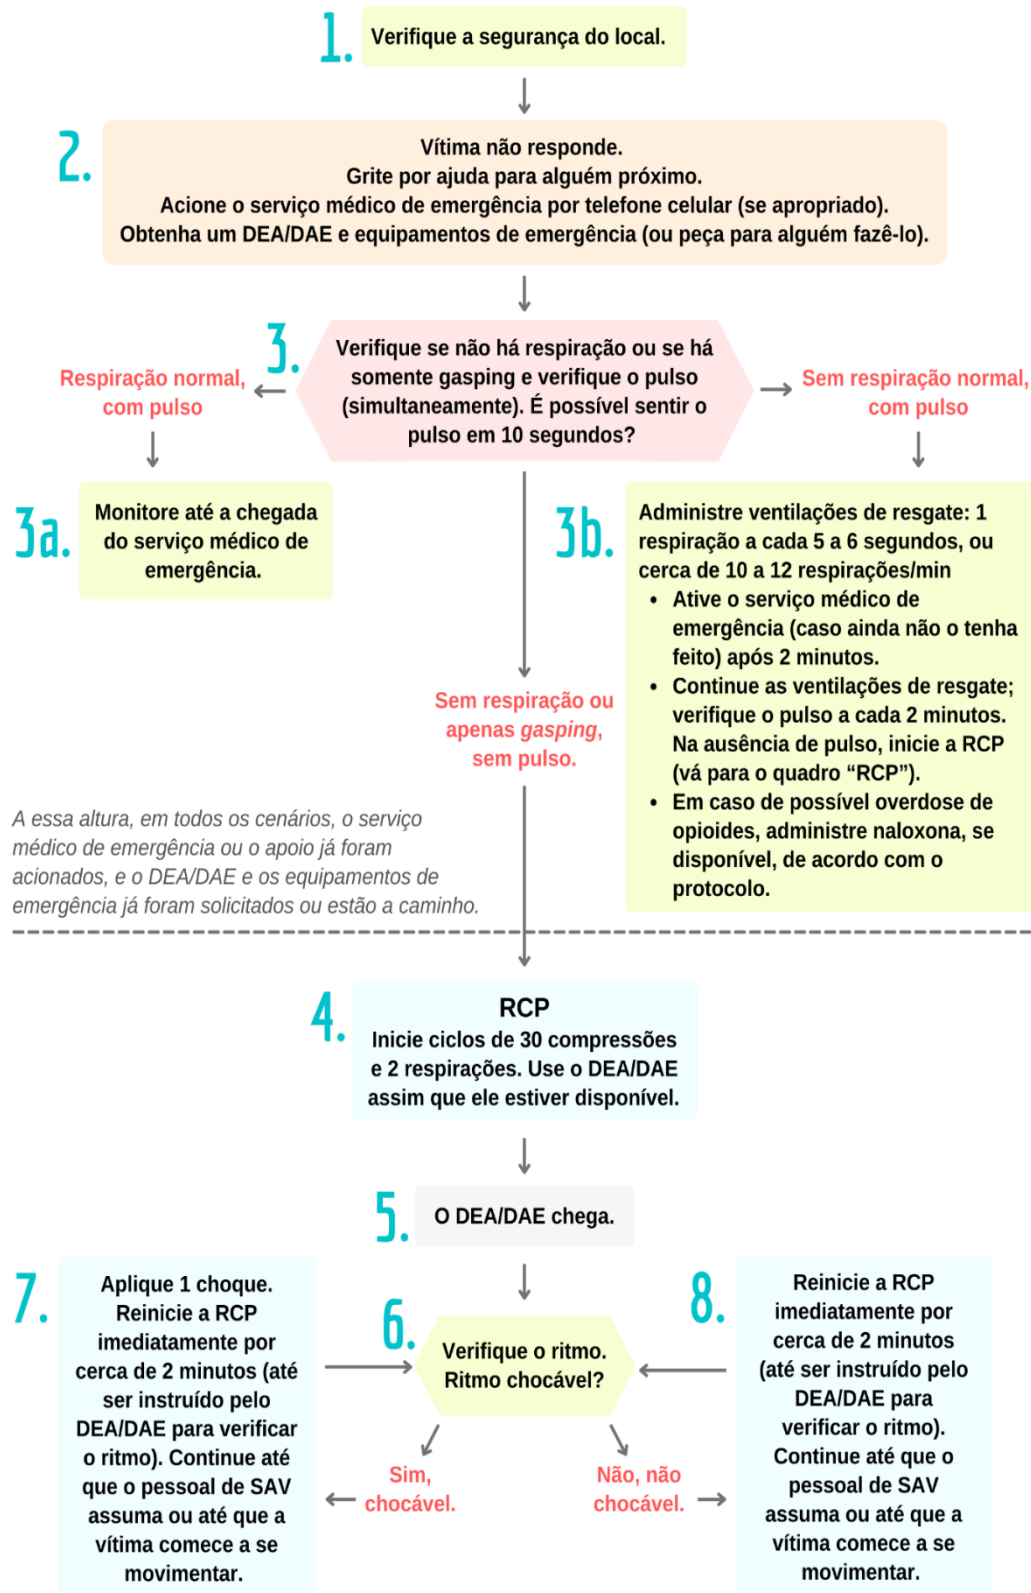 1.
Verifique a segurança do local.
2.
Vítima não responde.
Grite por ajuda para alguém próximo.
Acione o serviço médico de emergência por telefone celular (se apropriado).
Obtenha um DEA/DAE e equipamentos de emergência (ou peça para alguém fazê-lo).
3.
Verifique se não há respiração ou se há
somente gasping e verifique o pulso
(simultaneamente). É possível sentir o
pulso em 10 segundos?
Respiração normal,
com pulso
Sem respiração normal,
com pulso
3a.
Monitore até a chegada
do serviço médico de
emergência.
3b.
Administre ventilações de resgate: 1
respiração a cada 5 a 6 segundos, ou
cerca de 10 a 12 respirações/min
• Ative o serviço médico de
emergência (caso ainda não o tenha
feito) após 2 minutos.
• Continue as ventilações de resgate;
verifique o pulso a cada 2 minutos.
Na ausência de pulso, inicie a RCP
(vá para o quadro “RCP”).
• Em caso de possível overdose de
opioides, administre naloxona, se
disponível, de acordo com o
protocolo.
Sem respiração ou
apenas gasping,
sem pulso.
A essa altura, em todos os cenários, o serviço
médico de emergência ou o apoio já foram
acionados, e o DEA/DAE e os equipamentos de
emergência já foram solicitados ou estão a caminho.
4.
RCP
Inicie ciclos de 30 compressões
e 2 respirações. Use o DEA/DAE
assim que ele estiver disponível.
5.
O DEA/DAE chega.
6.
Verifique o ritmo.
Ritmo chocável?
Sim,
chocável.
Não, não
chocável.
7.
Aplique 1 choque.
Reinicie a RCP
imediatamente por
cerca de 2 minutos (até
ser instruído pelo
DEA/DAE para verificar
o ritmo). Continue até
que o pessoal de SAV
assuma ou até que a
vítima comece a se
movimentar.
8.
Reinicie a RCP
imediatamente por
cerca de 2 minutos
(até ser instruído pelo
DEA/DAE para
verificar o ritmo).
Continue até que o
pessoal de SAV
assuma ou até que a
vítima comece a se
movimentar.